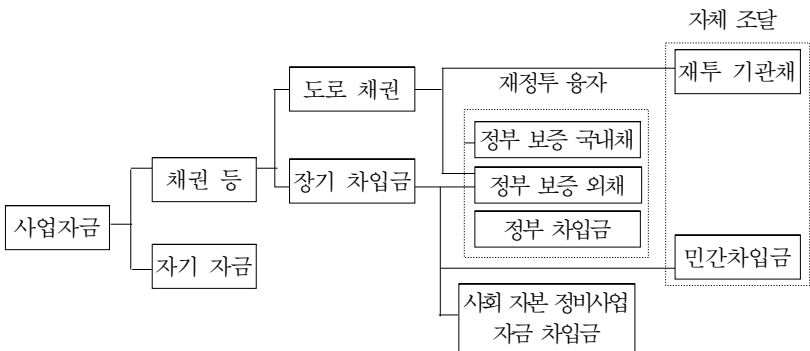 자체 조달
도로 채권
재정투 융자
재투 기관채
정부 보증 국내채
채권 등
장기 차입금
정부 보증 외채
사업자금
정부 차입금
자기 자금
민간차입금
사회 자본 정비사업
자금 차입금